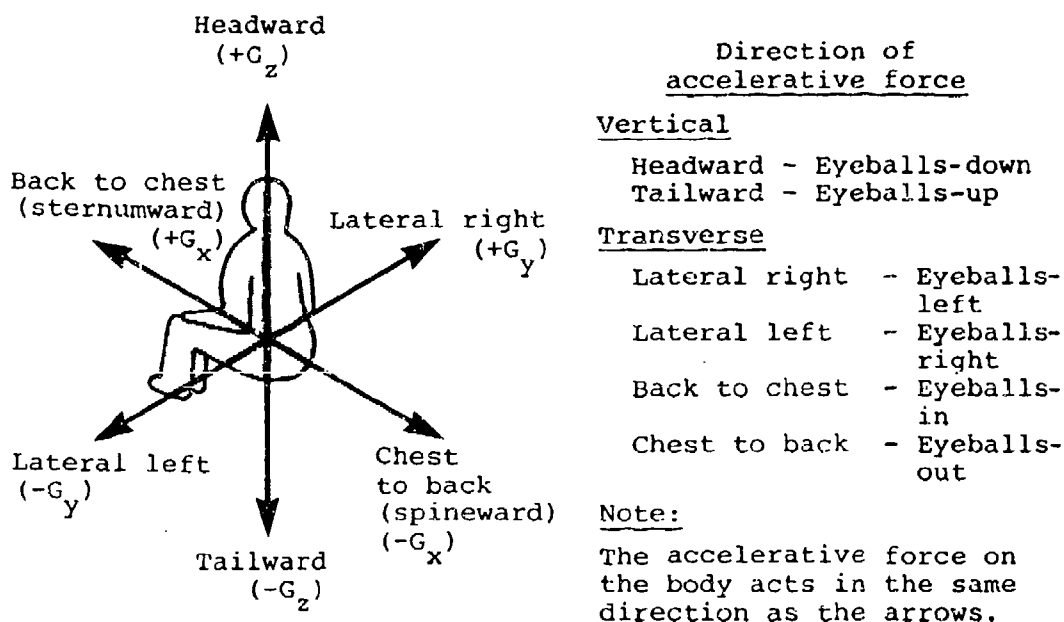 Headward
(+Gz)
Back to chest
(sternumward)
(+Gx)
Lateral right
(+Gy)
Lateral left
(-Gy)
Chest
to back
(spineward)
(-Gx)
Tailward
(-Gz)
Direction of
accelerative force
Vertical
Headward - Eyeballs-down
Tailward - Eyeballs-up
Transverse
Lateral right - Eyeballs-
left
Lateral left - Eyeballs-
right
Back to chest - Eyeballs-
in
Chest to back - Eyeballs-
out
Note:
The accelerative force on
the body acts in the same
direction as the arrows.